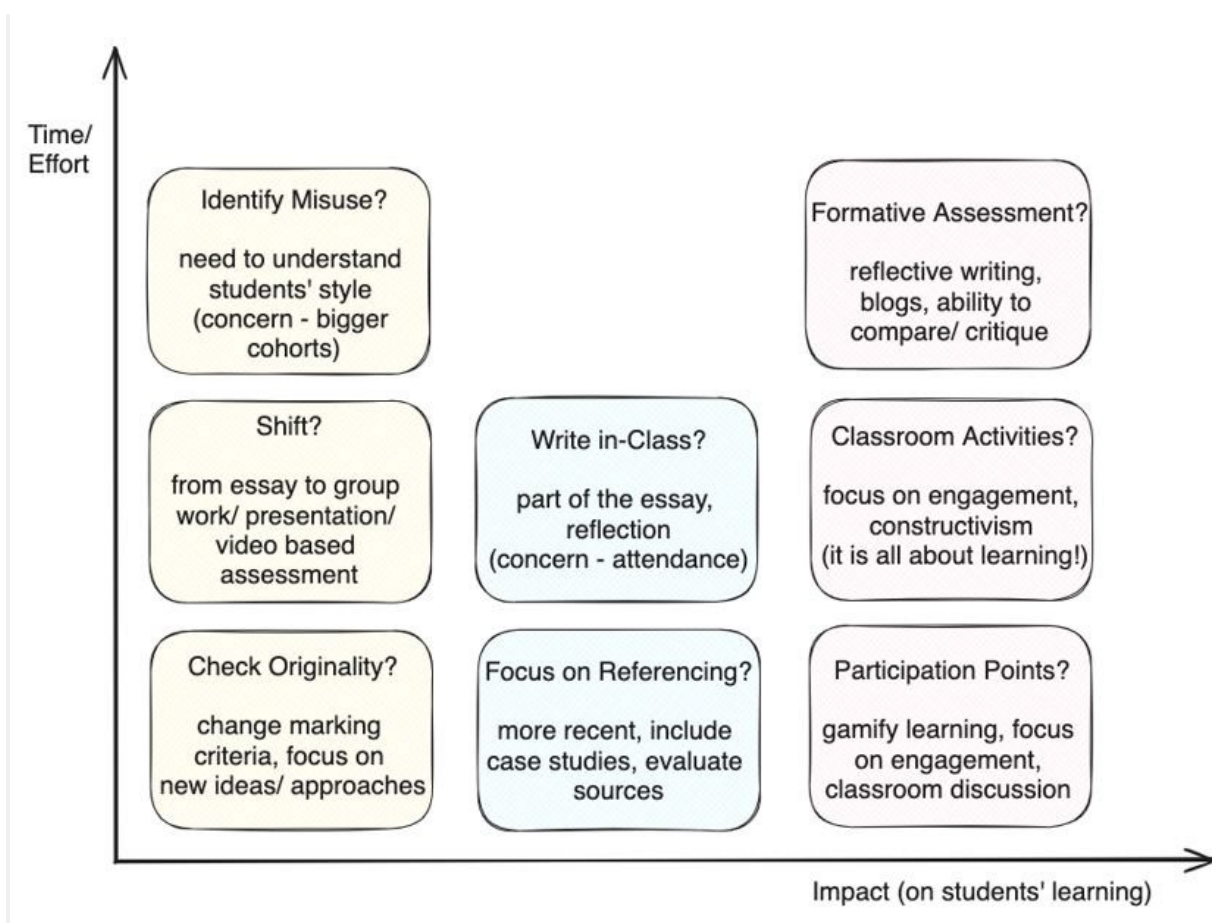 Time/
Effort
Identify Misuse?
need to understand
students' style
(concern - bigger
cohorts)
Formative Assessment?
reflective writing,
blogs, ability to
compare/ critique
Shift?
from essay to group
work/ presentation/
video based
assessment
Write in-Class?
part of the essay,
reflection
(concern - attendance)
Classroom Activities?
focus on engagement,
constructivism
(it is all about learning!)
Check Originality?
change marking
criteria, focus on
new ideas/ approaches
Focus on Referencing?
more recent, include
case studies, evaluate
sources
Participation Points?
gamify learning, focus
on engagement,
classroom discussion
Impact (on students' learning)